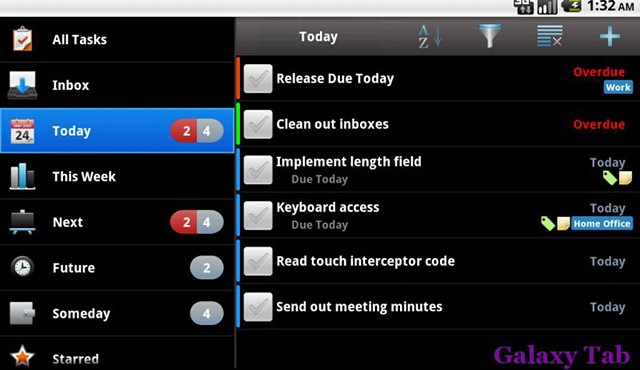 1:32 AM
All Tasks
Inbox
24
Today 2 4
This Week
Next 2 4
Future 2
Someday 4
Starred
Today A Z
Release Due Today Overdue
Work
Clean out inboxes Overdue
Implement length field Today
Due Today
Keyboard access Today
Due Today Home Office
Read touch interceptor code Today
Send out meeting minutes Today
Galaxy Tab